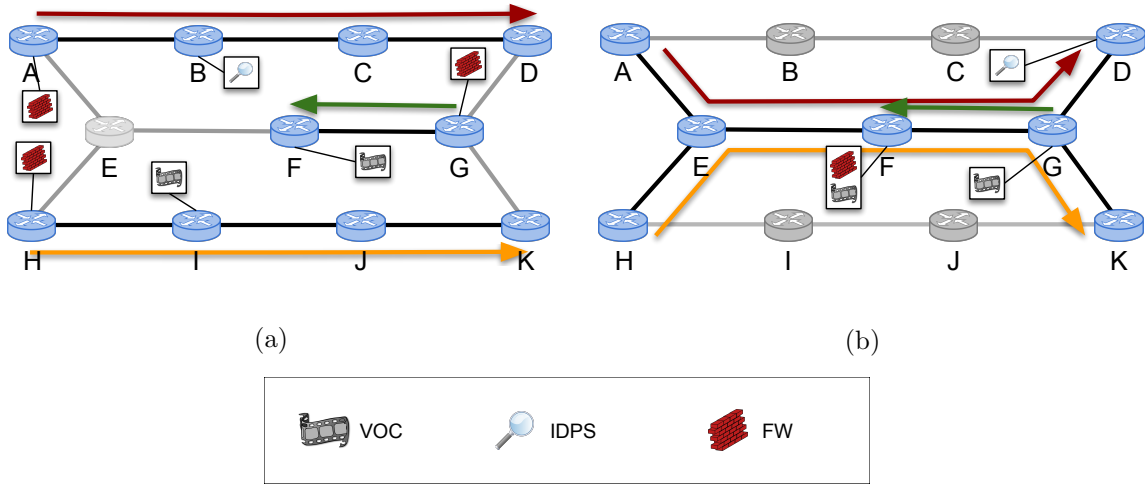 A B C D
E F G
H I J K
(a)
A B C D
E F G
H I J K
(b)
VOC IDPS FW